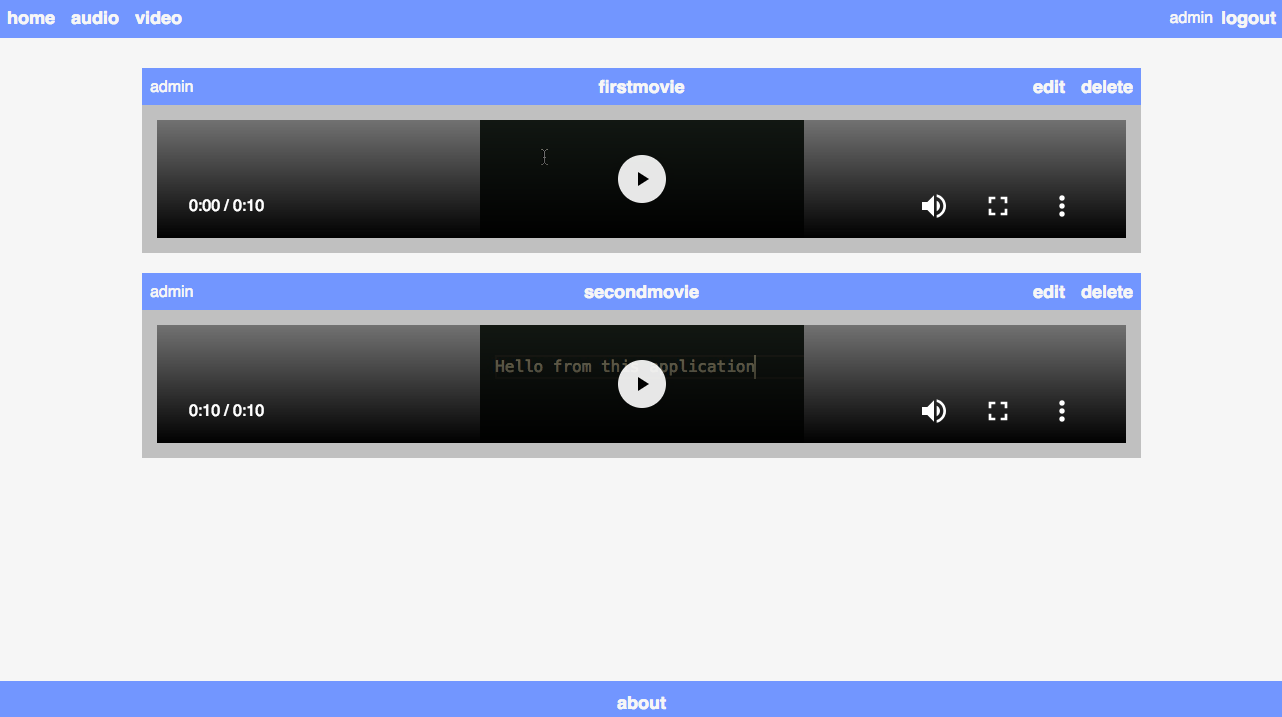 home audio video admin logout
admin firstmovie edit delete
0:00 / 0:10
admin secondmovie edit delete
Hello from this application
0:10 / 0:10
about